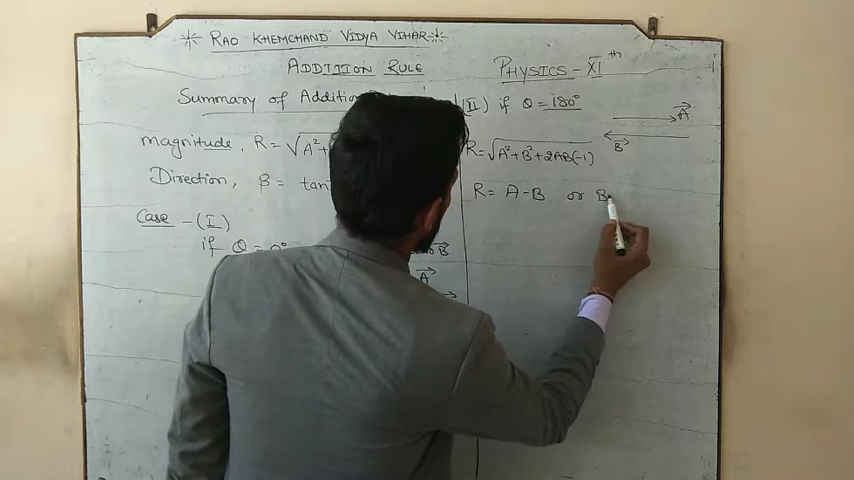 RAO KHEMCHAND VIDYA VIHAR
ADDITION RULE
PHYSICS - XI th
Summary of Addition
magnitude, R = √A²+
Direction, β = tan
Case - (I)
if θ = 0°
B
A
(II) if θ = 180°
A
B
R = √A²+B²+2AB(-1)
R = A-B or B